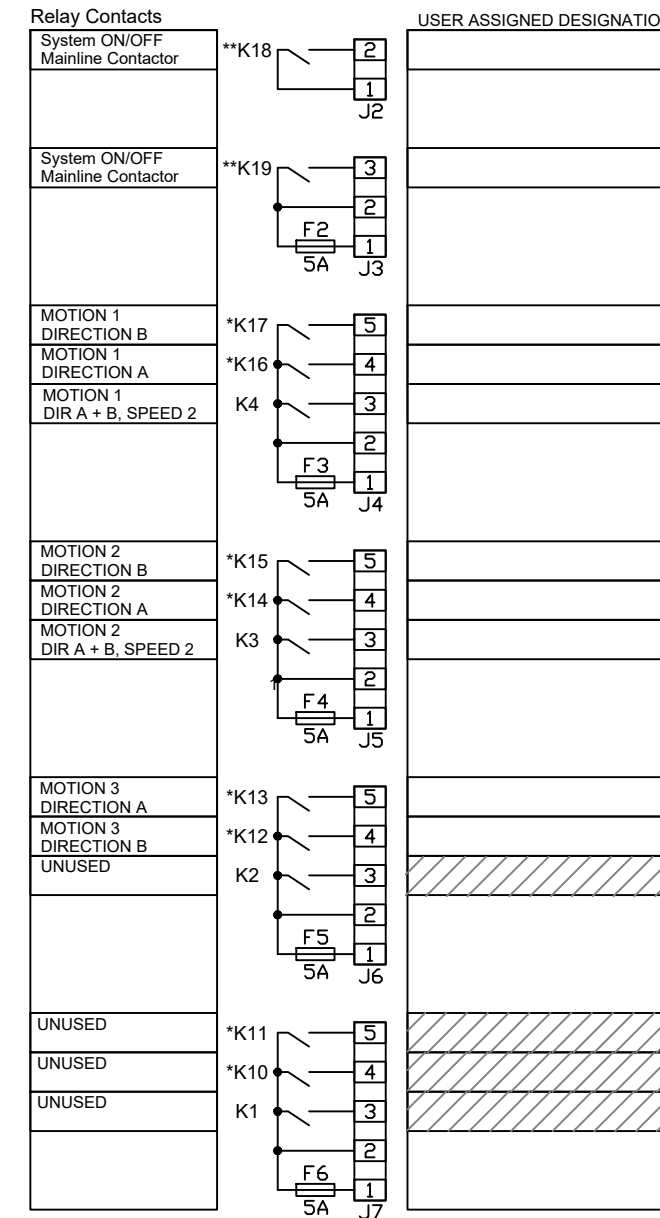 Relay Contacts
USER ASSIGNED DESIGNATIO
System ON/OFF
Mainline Contactor
**K18
2
1
J2
System ON/OFF
Mainline Contactor
**K19
3
2
F2
1
5A
J3
MOTION 1
DIRECTION B
*K17
5
MOTION 1
DIRECTION A
*K16
4
MOTION 1
DIR A + B, SPEED 2
K4
3
2
F3
1
5A
J4
MOTION 2
DIRECTION B
*K15
5
MOTION 2
DIRECTION A
*K14
4
MOTION 2
DIR A + B, SPEED 2
K3
3
2
F4
1
5A
J5
MOTION 3
DIRECTION A
*K13
5
MOTION 3
DIRECTION B
*K12
4
UNUSED
K2
3
2
F5
1
5A
J6
UNUSED
*K11
5
UNUSED
*K10
4
UNUSED
K1
3
2
F6
1
5A
J7